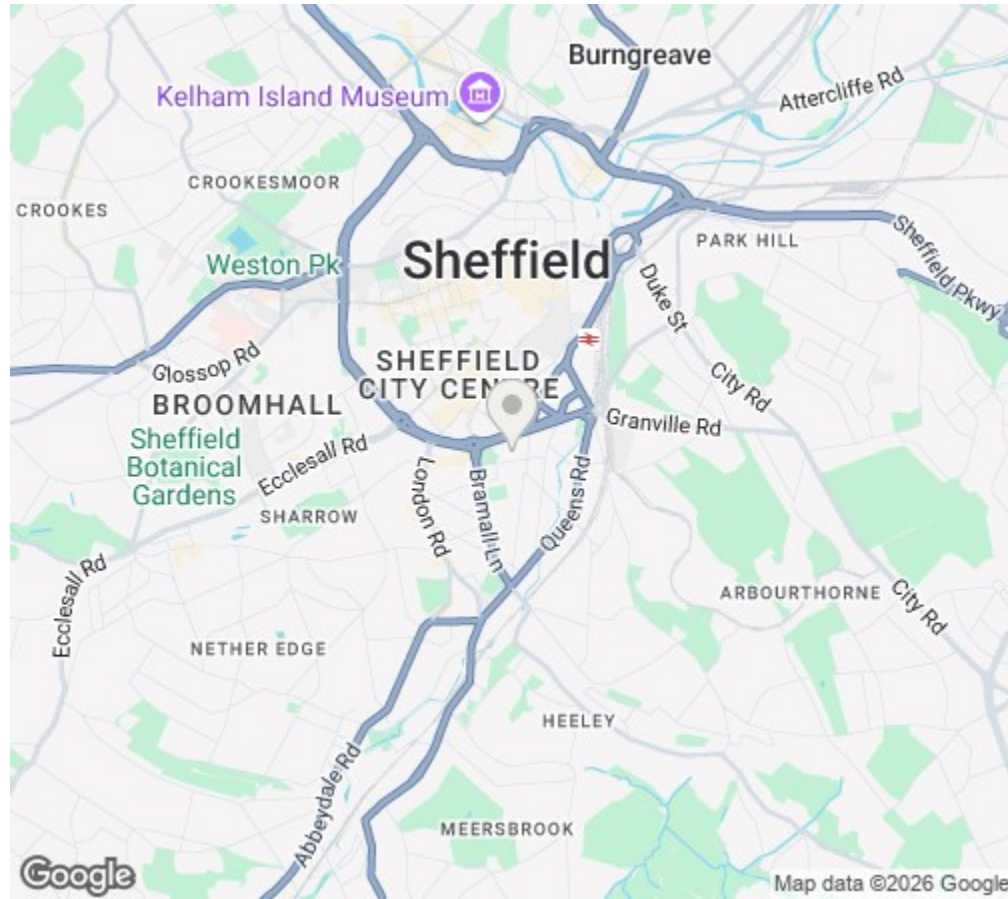 Burngreave
Kelham Island Museum
Attercliffe Rd
CROOKESMOOR
CROOKES
Sheffield
PARK HILL
Sheffield Pkwy
Weston Pk
Duke St
Glossop Rd
SHEFFIELD
CITY CENTRE
City Rd
BROOMHALL
Granville Rd
Sheffield
Botanical
Gardens
Ecclesall Rd
London Rd
Bramall Ln
Queens Rd
SHARROW
Ecclesall Rd
ARBOURTHORNE
City Rd
NETHER EDGE
HEELEY
Abbeydale Rd
MEERSBROOK
Google
Map data ©2026 Google